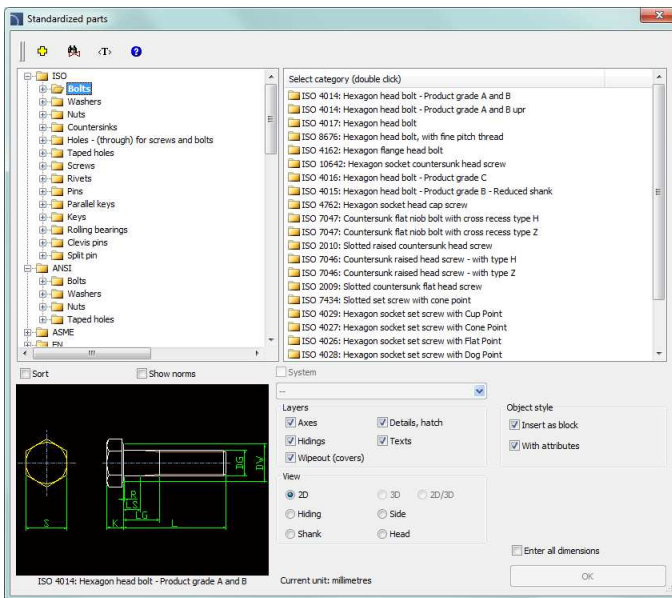 Standardized parts
<T>
ISO
Bolts
Washers
Nuts
Countersinks
Holes - (through) for screws and bolts
Taped holes
Screws
Rivets
Pins
Parallel keys
Keys
Rolling bearings
Clevis pins
Split pin
ANSI
Bolts
Washers
Nuts
Taped holes
ASME
EN
Select category (double click)
ISO 4014: Hexagon head bolt - Product grade A and B
ISO 4014: Hexagon head bolt - Product grade A and B upr
ISO 4017: Hexagon head bolt
ISO 8676: Hexagon head bolt, with fine pitch thread
ISO 4162: Hexagon flange head bolt
ISO 10642: Hexagon socket countersunk head screw
ISO 4016: Hexagon head bolt - Product grade C
ISO 4015: Hexagon head bolt - Product grade B - Reduced shank
ISO 4762: Hexagon socket head cap screw
ISO 7047: Countersunk flat niob bolt with cross recess type H
ISO 7047: Countersunk flat niob bolt with cross recess type Z
ISO 2010: Slotted raised countersunk head screw
ISO 7046: Countersunk raised head screw - with type H
ISO 7046: Countersunk raised head screw - with type Z
ISO 2009: Slotted countersunk flat head screw
ISO 7434: Slotted set screw with cone point
ISO 4029: Hexagon socket set screw with Cup Point
ISO 4027: Hexagon socket set screw with Cone Point
ISO 4026: Hexagon socket set screw with Flat Point
ISO 4028: Hexagon socket set screw with Dog Point
Sort
Show norms
System
--
Layers
Axes
Details, hatch
Hidings
Texts
Wipeout (covers)
Object style
Insert as block
With attributes
View
2D
3D
2D/3D
Hiding
Side
Shank
Head
S
K
R
LS
LG
L
DG
DW
Enter all dimensions
ISO 4014: Hexagon head bolt - Product grade A and B
Current unit: milimetres
OK